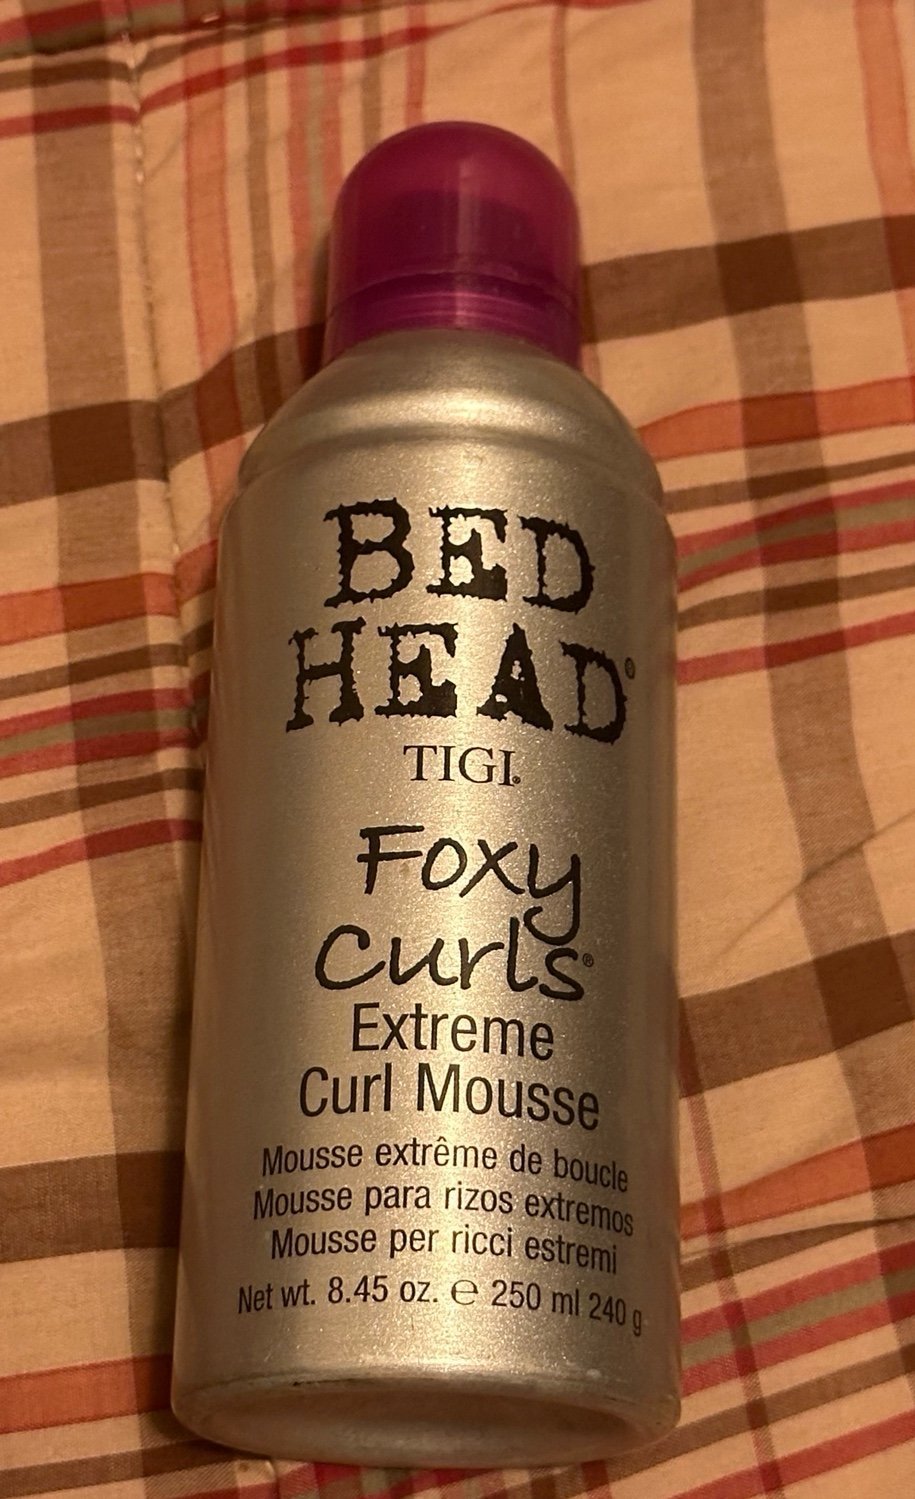 BED
HEAD®
TIGI®
Foxy
Curls®
Extreme
Curl Mousse
Mousse extrême de boucle
Mousse para rizos extremos
Mousse per ricci estremi
Net wt. 8.45 oz. ℮ 250 ml 240 g